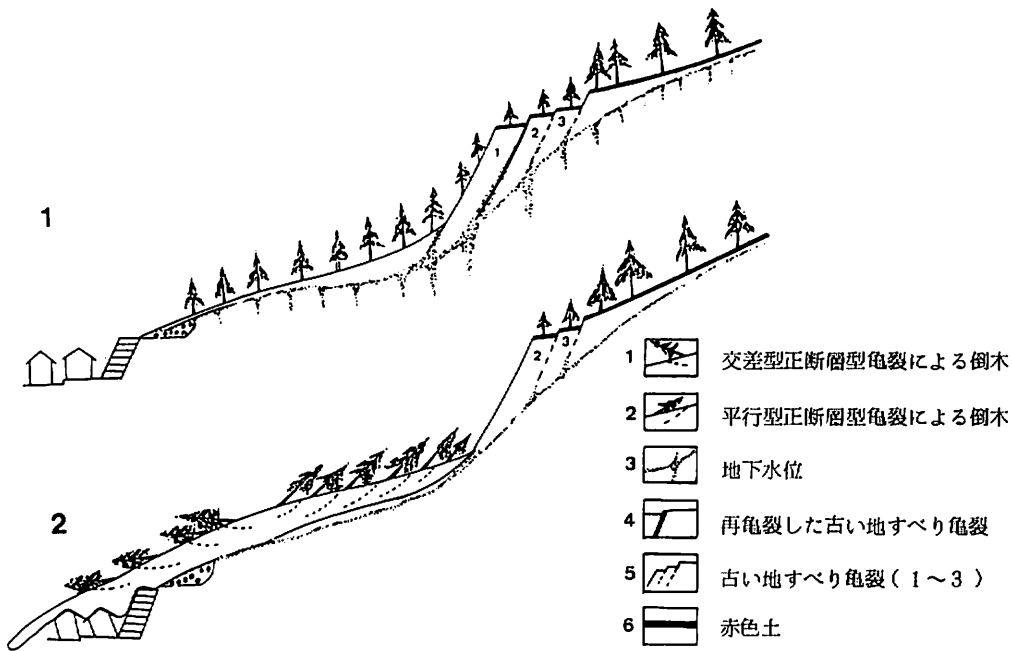 1
1
2
3
2
2
3
1 交差型正断層型亀裂による倒木
2 平行型正断層型亀裂による倒木
3 地下水位
4 再亀裂した古い地すべり亀裂
5 古い地すべり亀裂(1~3)
6 赤色土